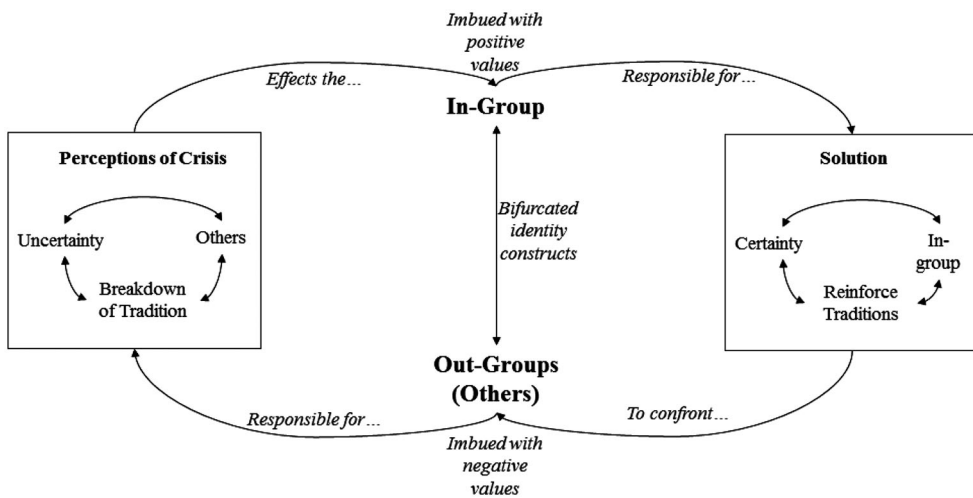 Imbued with
positive
values
Effects the…
Responsible for…
In-Group
Perceptions of Crisis
Uncertainty
Others
Breakdown
of Tradition
Bifurcated
identity
constructs
Solution
Certainty
In-
group
Reinforce
Traditions
Out-Groups
(Others)
Responsible for…
To confront…
Imbued with
negative
values